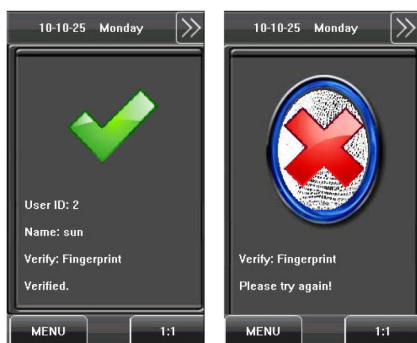 10-10-25 Monday
User ID: 2
Name: sun
Verify: Fingerprint
Verified.
MENU 1:1
10-10-25 Monday
Verify: Fingerprint
Please try again!
MENU 1:1